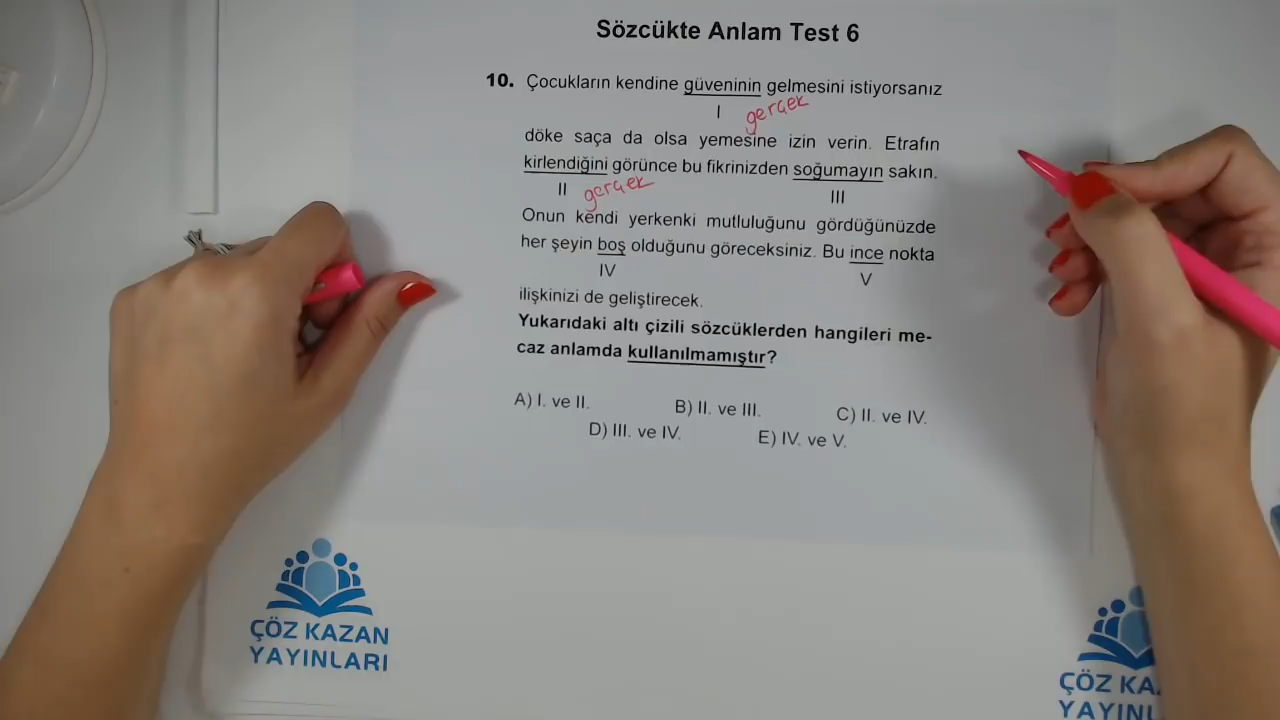 Sözcükte Anlam Test 6
10. Çocukların kendine güveninin gelmesini istiyorsanız
I gerçek
döke saça da olsa yemesine izin verin. Etrafın
kirlendiğini görünce bu fikrinizden soğumayın sakın.
II gerçek III
Onun kendi yerkenki mutluluğunu gördüğünüzde
her şeyin boş olduğunu göreceksiniz. Bu ince nokta
IV V
ilişkinizi de geliştirecek.
Yukarıdaki altı çizili sözcüklerden hangileri me-
caz anlamda kullanılmamıştır?
A) I. ve II. B) II. ve III. C) II. ve IV.
D) III. ve IV. E) IV. ve V.
ÇÖZ KAZAN
YAYINLARI
ÇÖZ KA
YAYINL